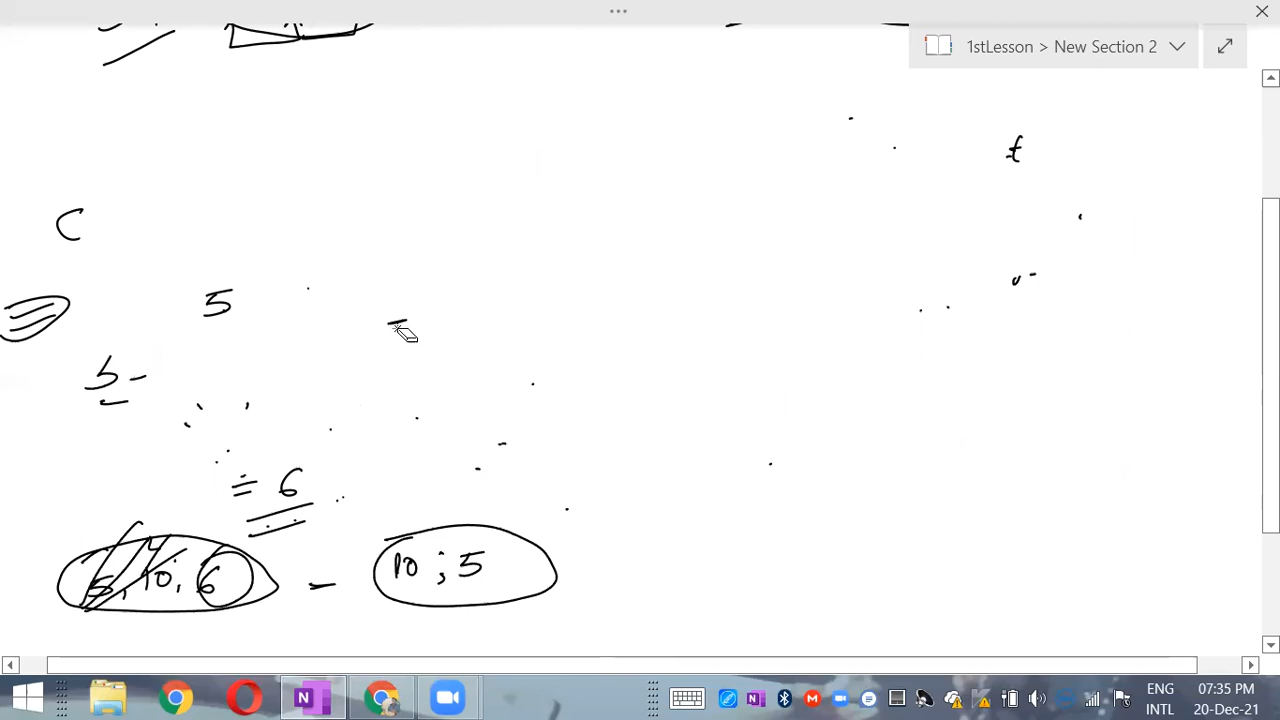 1stLesson > New Section 2
C
5
5 -
= 6
5, 10; 6 - 10 ; 5
ENG
INTL
07:35 PM
20-Dec-21